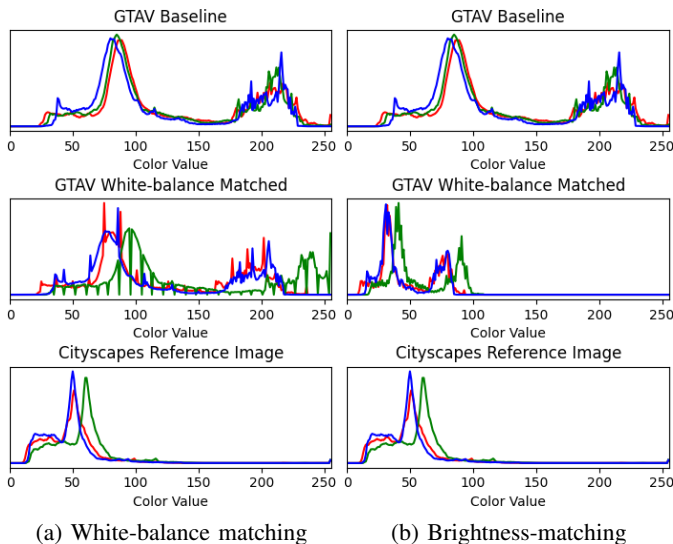 GTAV Baseline GTAV Baseline
0 50 100 150 200 250 0 50 100 150 200 250
Color Value Color Value
GTAV White-balance Matched GTAV White-balance Matched
0 50 100 150 200 250 0 50 100 150 200 250
Color Value Color Value
Cityscapes Reference Image Cityscapes Reference Image
0 50 100 150 200 250 0 50 100 150 200 250
Color Value Color Value
(a) White-balance matching (b) Brightness-matching